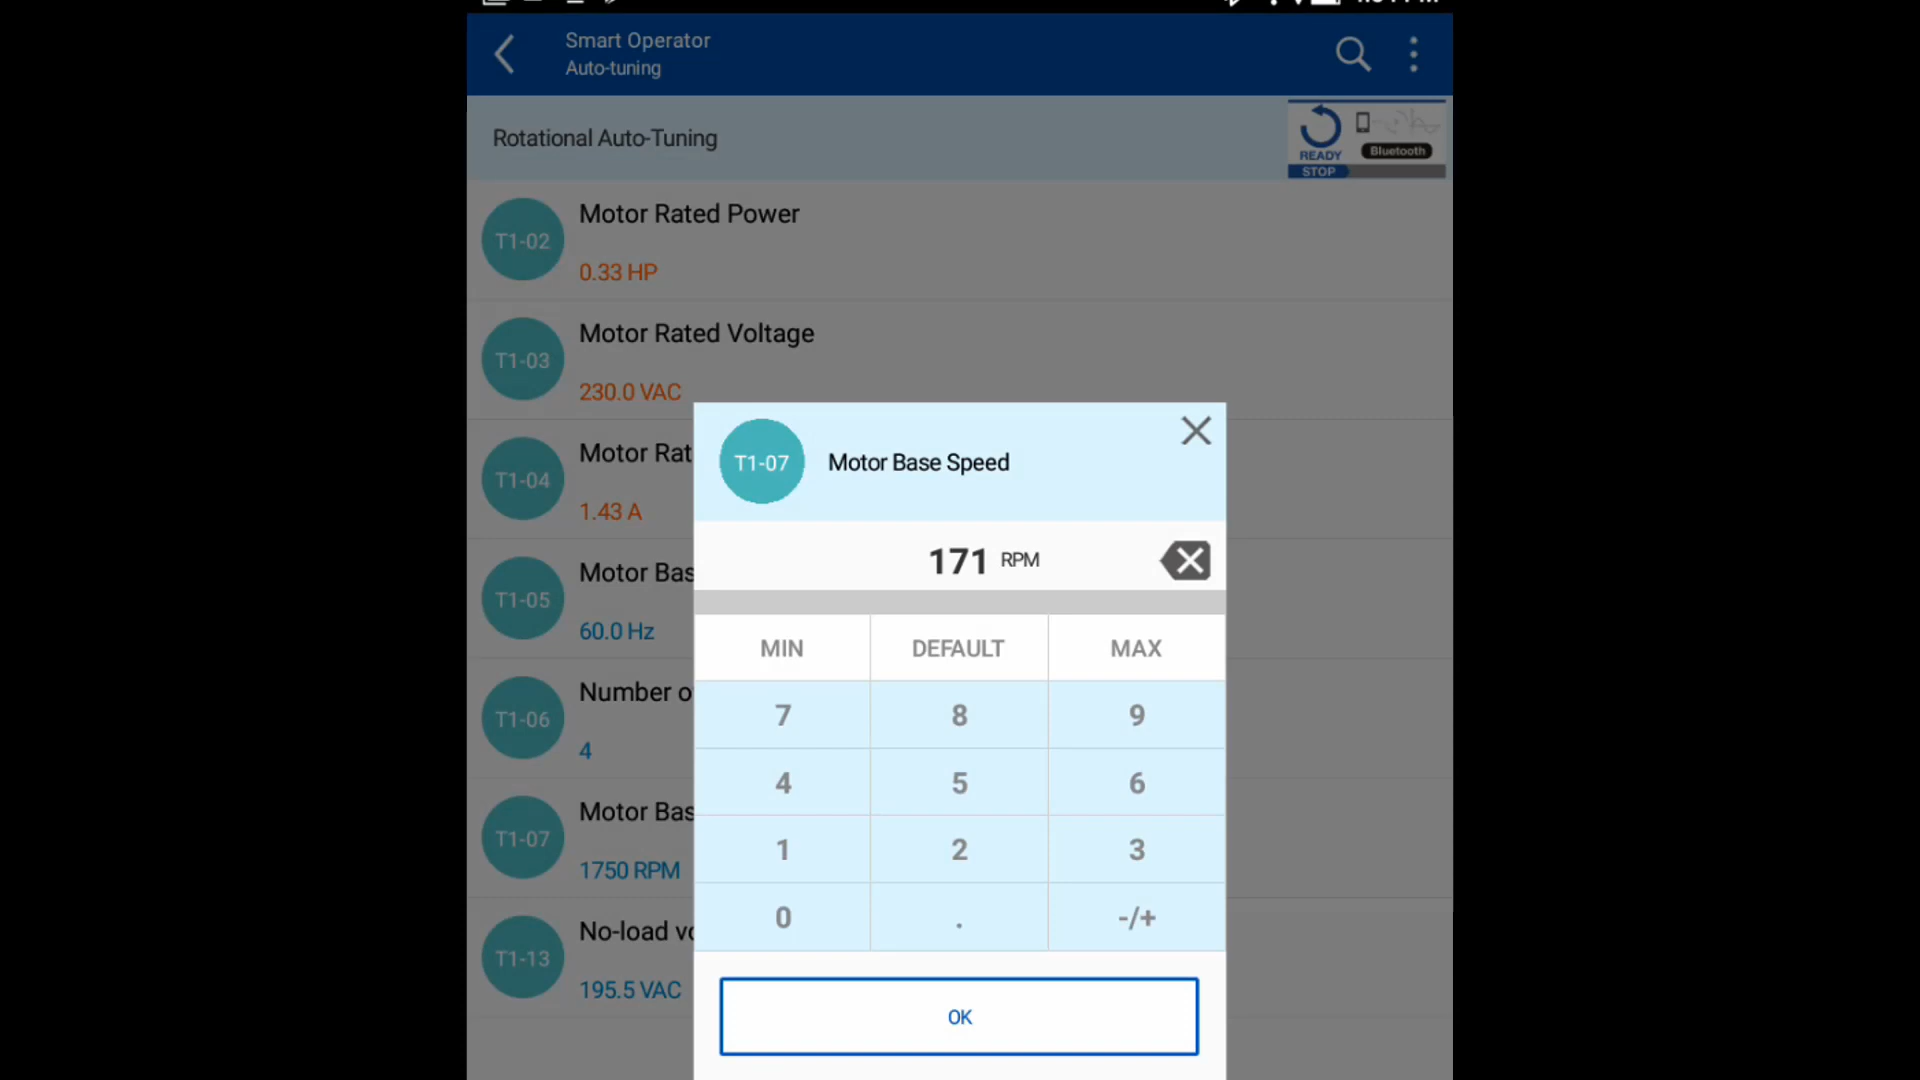 Smart Operator
Auto-tuning
Rotational Auto-Tuning
READY
Bluetooth
STOP
T1-02
Motor Rated Power
0.33 HP
T1-03
Motor Rated Voltage
230.0 VAC
T1-04
Motor Rat
1.43 A
T1-05
Motor Bas
60.0 Hz
T1-06
Number o
4
T1-07
Motor Bas
1750 RPM
T1-13
No-load vo
195.5 VAC
T1-07
Motor Base Speed
171 RPM
MIN DEFAULT MAX
7 8 9
4 5 6
1 2 3
0 . -/+
OK